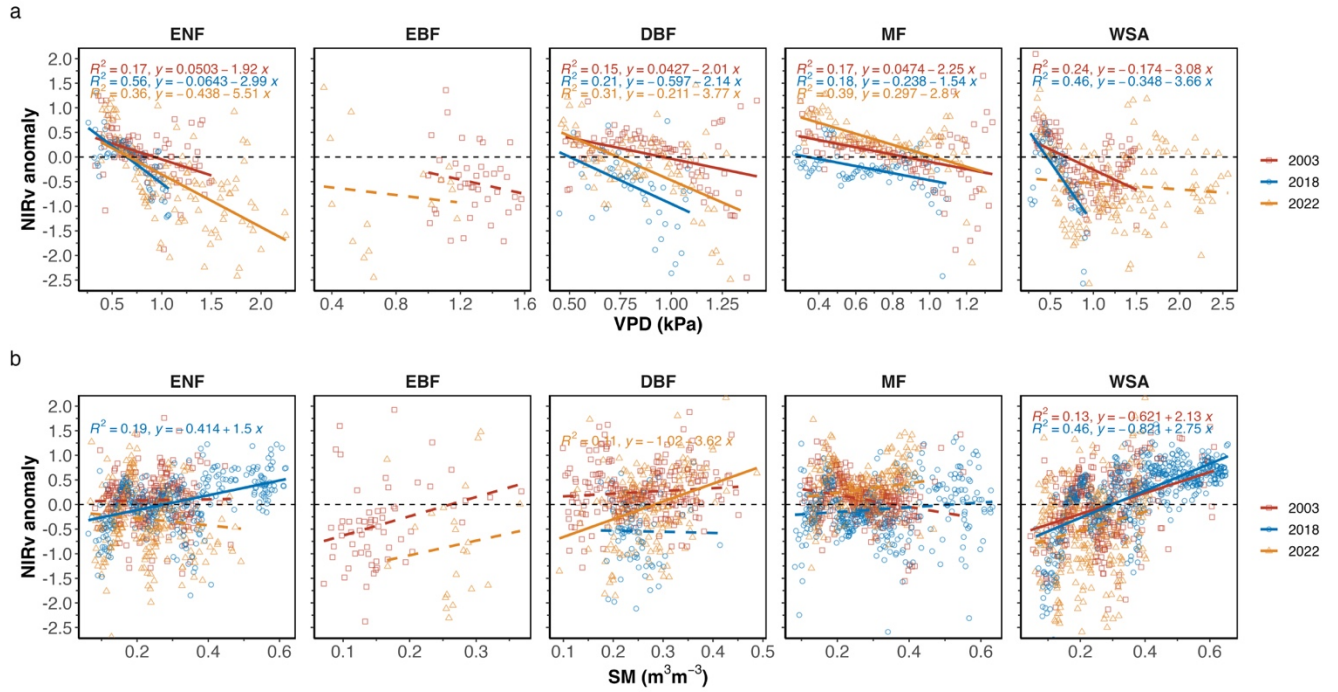 a
ENF EBF DBF MF WSA
R² = 0.17, y = 0.0503 − 1.92 x
R² = 0.56, y = −0.0643 − 2.99 x
R² = 0.36, y = −0.438 − 5.51 x
R² = 0.15, y = 0.0427 − 2.01 x
R² = 0.21, y = −0.597 − 2.14 x
R² = 0.31, y = −0.211 − 3.77 x
R² = 0.17, y = 0.0474 − 2.25 x
R² = 0.18, y = −0.238 − 1.54 x
R² = 0.39, y = 0.297 − 2.8 x
R² = 0.24, y = −0.174 − 3.08 x
R² = 0.46, y = −0.348 − 3.66 x
NIRv anomaly
2.0
1.5
1.0
0.5
0.0
-0.5
-1.0
-1.5
-2.0
-2.5
2003
2018
2022
0.5 1.0 1.5 2.0 0.4 0.8 1.2 1.6 0.50 0.75 1.00 1.25 0.4 0.6 0.8 1.0 1.2 0.5 1.0 1.5 2.0 2.5
VPD (kPa)
b
ENF EBF DBF MF WSA
R² = 0.19, y = −0.414 + 1.5 x
y = −1.02
3.62 x
R² = 0.13, y = −0.621 + 2.13 x
R² = 0.46, y = −0.821 + 2.75 x
NIRv anomaly
2.0
1.5
1.0
0.5
0.0
-0.5
-1.0
-1.5
-2.0
-2.5
2003
2018
2022
0.2 0.4 0.6 0.1 0.2 0.3 0.1 0.2 0.3 0.4 0.5 0.2 0.4 0.6 0.2 0.4 0.6
SM (m³m⁻³)